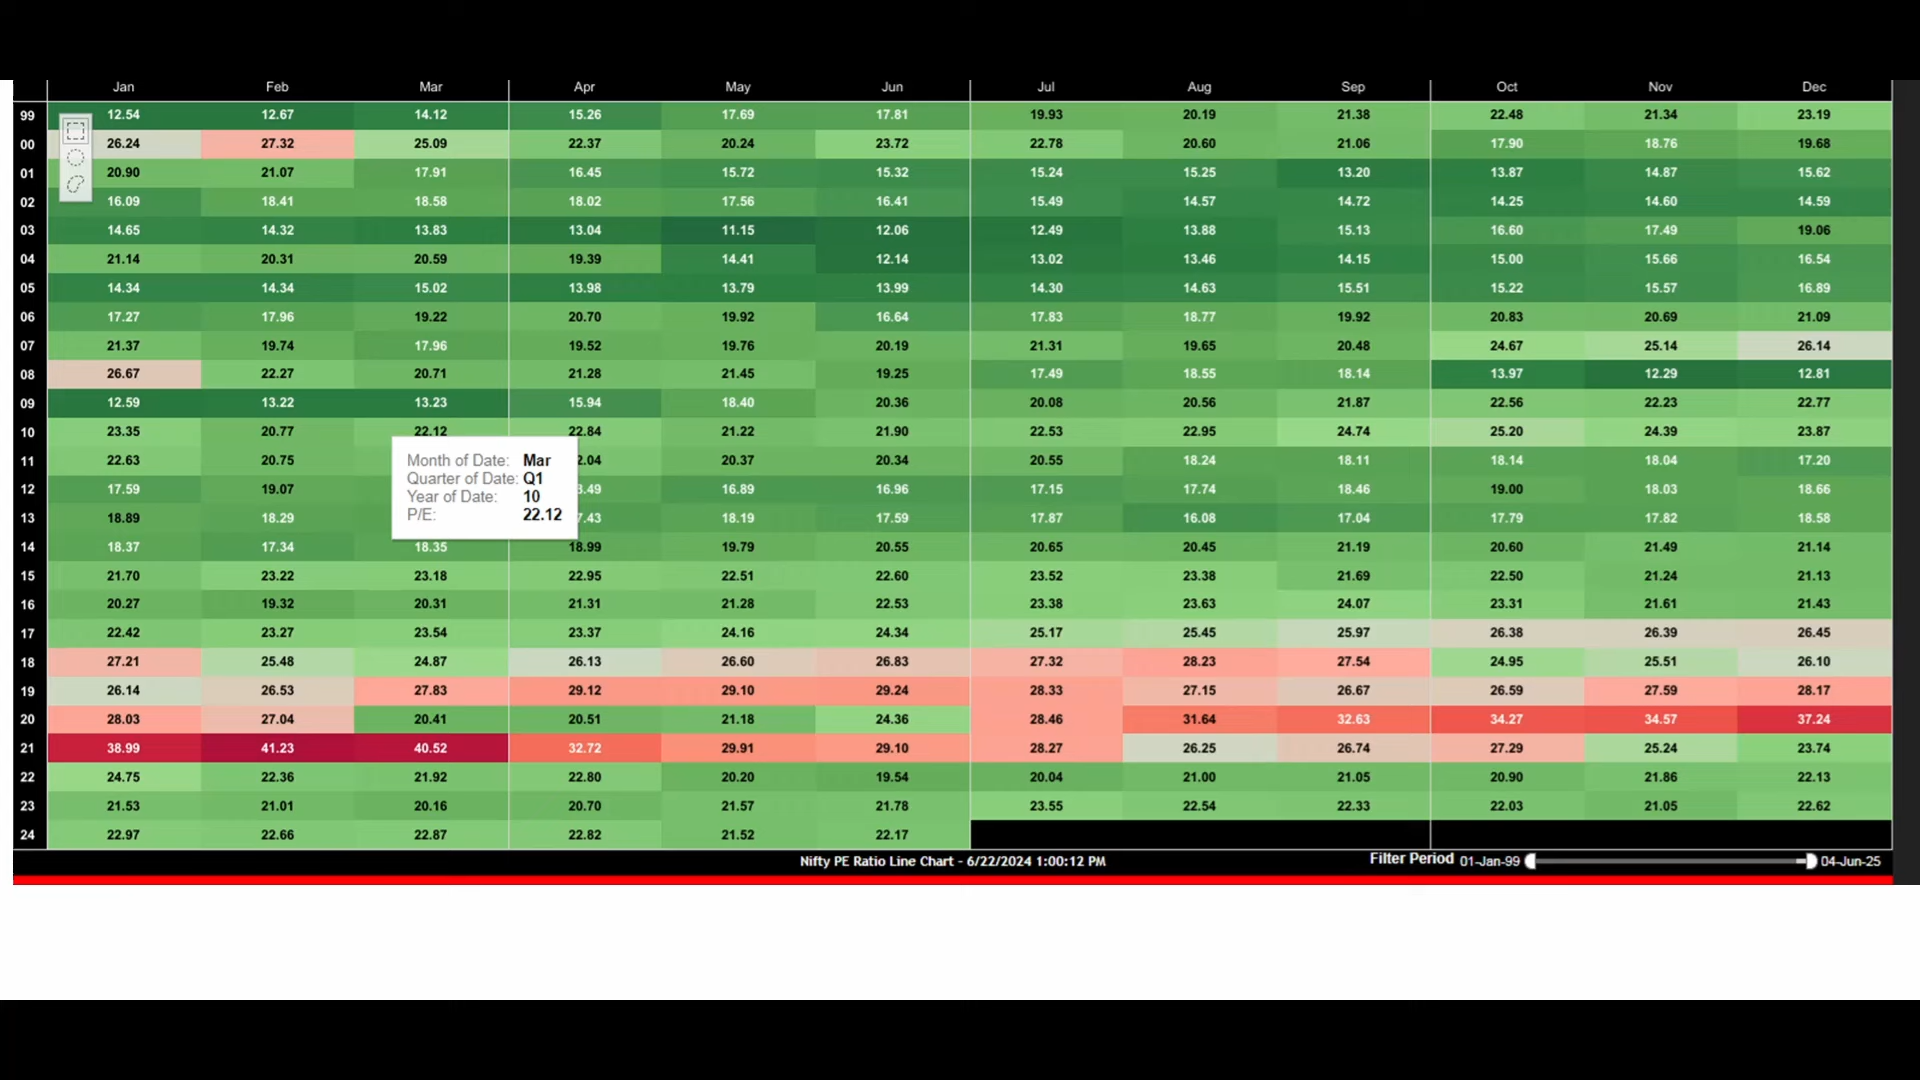 Jan Feb Mar Apr May Jun Jul Aug Sep Oct Nov Dec
99 12.54 12.67 14.12 15.26 17.69 17.81 19.93 20.19 21.38 22.48 21.34 23.19
00 26.24 27.32 25.09 22.37 20.24 23.72 22.78 20.60 21.06 17.90 18.76 19.68
01 20.90 21.07 17.91 16.45 15.72 15.32 15.24 15.25 13.20 13.87 14.87 15.62
02 16.09 18.41 18.58 18.02 17.56 16.41 15.49 14.57 14.72 14.25 14.60 14.59
03 14.65 14.32 13.83 13.04 11.15 12.06 12.49 13.88 15.13 16.60 17.49 19.06
04 21.14 20.31 20.59 19.39 14.41 12.14 13.02 13.46 14.15 15.00 15.66 16.54
05 14.34 14.34 15.02 13.98 13.79 13.99 14.30 14.63 15.51 15.22 15.57 16.89
06 17.27 17.96 19.22 20.70 19.92 16.64 17.83 18.77 19.92 20.83 20.69 21.09
07 21.37 19.74 17.96 19.52 19.76 20.19 21.31 19.65 20.48 24.67 25.14 26.14
08 26.67 22.27 20.71 21.28 21.45 19.25 17.49 18.55 18.14 13.97 12.29 12.81
09 12.59 13.22 13.23 15.94 18.40 20.36 20.08 20.56 21.87 22.56 22.23 22.77
10 23.35 20.77 22.12 22.84 21.22 21.90 22.53 22.95 24.74 25.20 24.39 23.87
11 22.63 20.75 20.37 20.34 20.55 18.24 18.11 18.14 18.04 17.20
12 17.59 19.07 16.89 16.96 17.15 17.74 18.46 19.00 18.03 18.66
13 18.89 18.29 18.19 17.59 17.87 16.08 17.04 17.79 17.82 18.58
Month of Date: Mar
Quarter of Date: Q1
Year of Date: 10
P/E: 22.12
14 18.37 17.34 18.35 18.99 19.79 20.55 20.65 20.45 21.19 20.60 21.49 21.14
15 21.70 23.22 23.18 22.95 22.51 22.60 23.52 23.38 21.69 22.50 21.24 21.13
16 20.27 19.32 20.31 21.31 21.28 22.53 23.38 23.63 24.07 23.31 21.61 21.43
17 22.42 23.27 23.54 23.37 24.16 24.34 25.17 25.45 25.97 26.38 26.39 26.45
18 27.21 25.48 24.87 26.13 26.60 26.83 27.32 28.23 27.54 24.95 25.51 26.10
19 26.14 26.53 27.83 29.12 29.10 29.24 28.33 27.15 26.67 26.59 27.59 28.17
20 28.03 27.04 20.41 20.51 21.18 24.36 28.46 31.64 32.63 34.27 34.57 37.24
21 38.99 41.23 40.52 32.72 29.91 29.10 28.27 26.25 26.74 27.29 25.24 23.74
22 24.75 22.36 21.92 22.80 20.20 19.54 20.04 21.00 21.05 20.90 21.86 22.13
23 21.53 21.01 20.16 20.70 21.57 21.78 23.55 22.54 22.33 22.03 21.05 22.62
24 22.97 22.66 22.87 22.82 21.52 22.17
Nifty PE Ratio Line Chart - 6/22/2024 1:00:12 PM
Filter Period 01-Jan-99 04-Jun-25